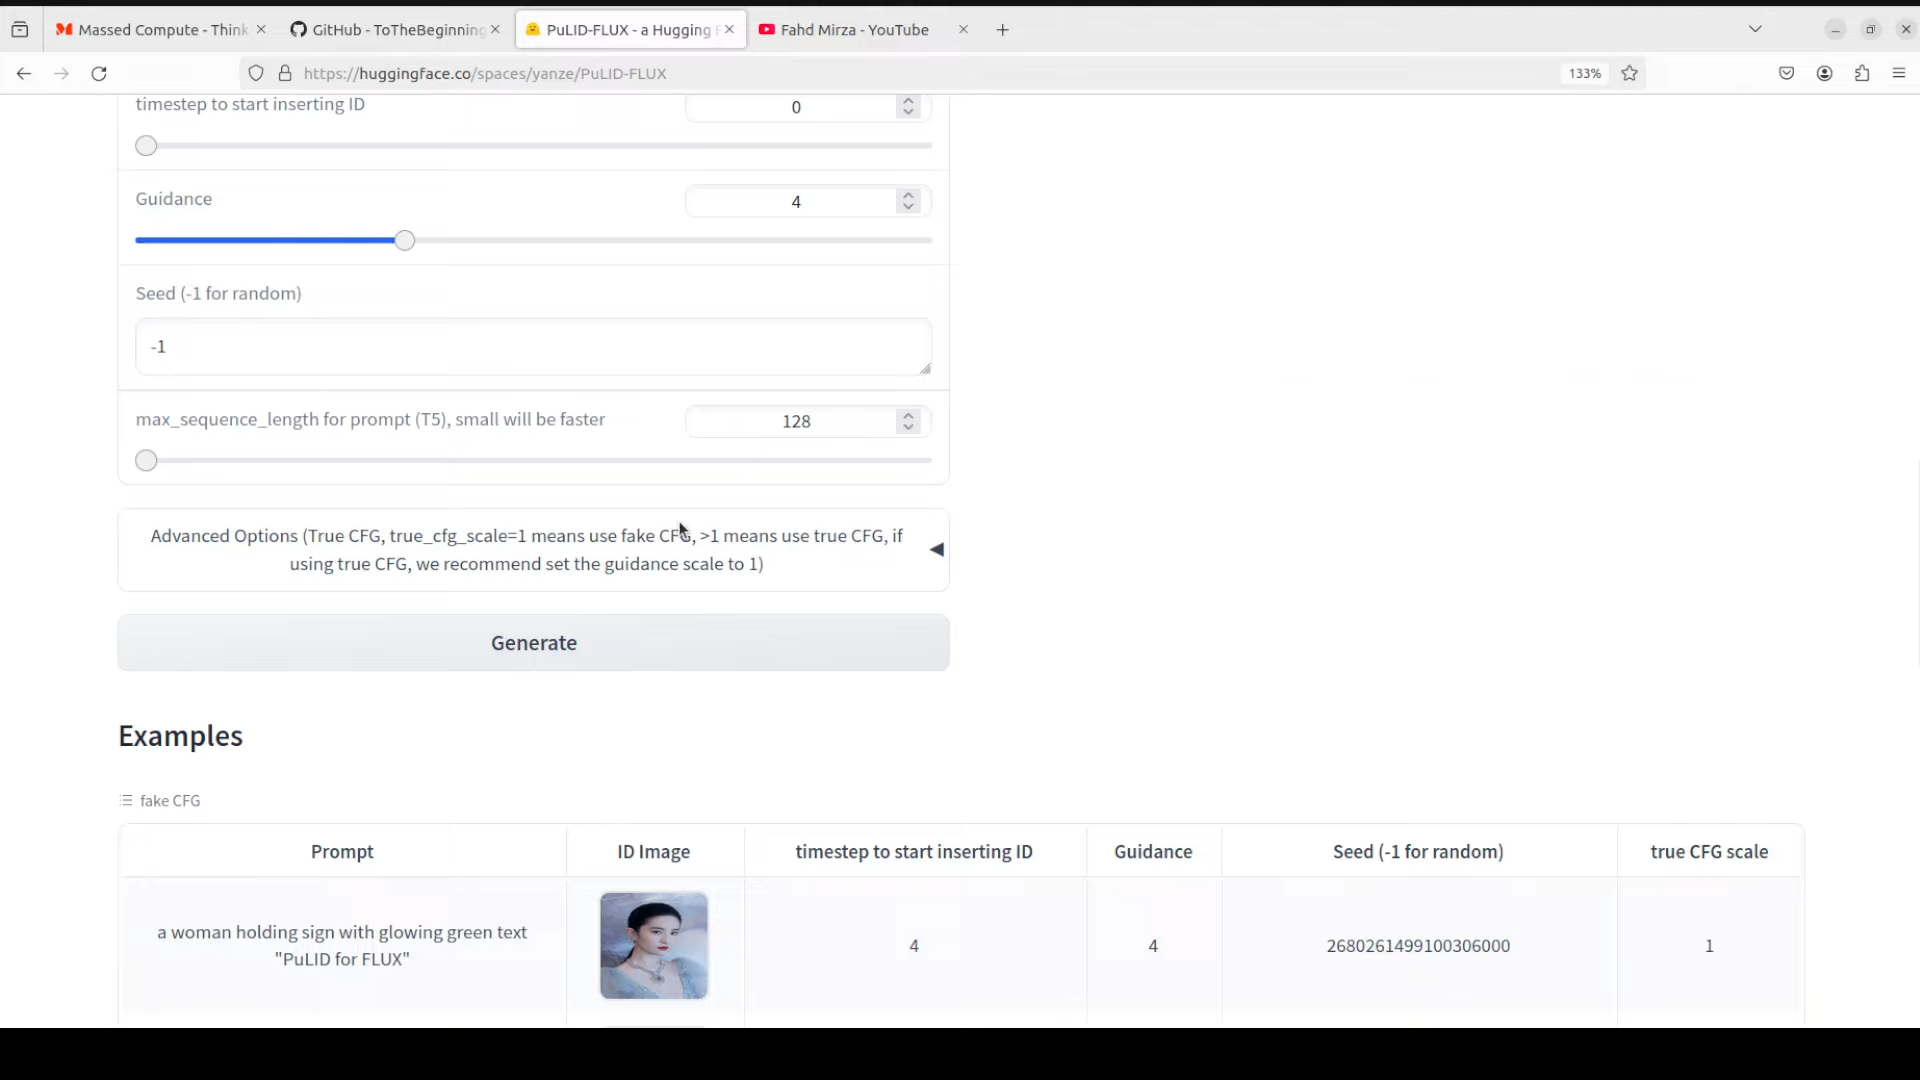 Massed Compute - Think
GitHub - ToTheBeginning
PuLID-FLUX - a Hugging F
Fahd Mirza - YouTube
https://huggingface.co/spaces/yanze/PuLID-FLUX
133%
timestep to start inserting ID
0
Guidance
4
Seed (-1 for random)
-1
max_sequence_length for prompt (T5), small will be faster
128
Advanced Options (True CFG, true_cfg_scale=1 means use fake CFG, >1 means use true CFG, if
using true CFG, we recommend set the guidance scale to 1)
Generate
Examples
fake CFG
Prompt
ID Image
timestep to start inserting ID
Guidance
Seed (-1 for random)
true CFG scale
a woman holding sign with glowing green text
"PuLID for FLUX"
4
4
2680261499100306000
1